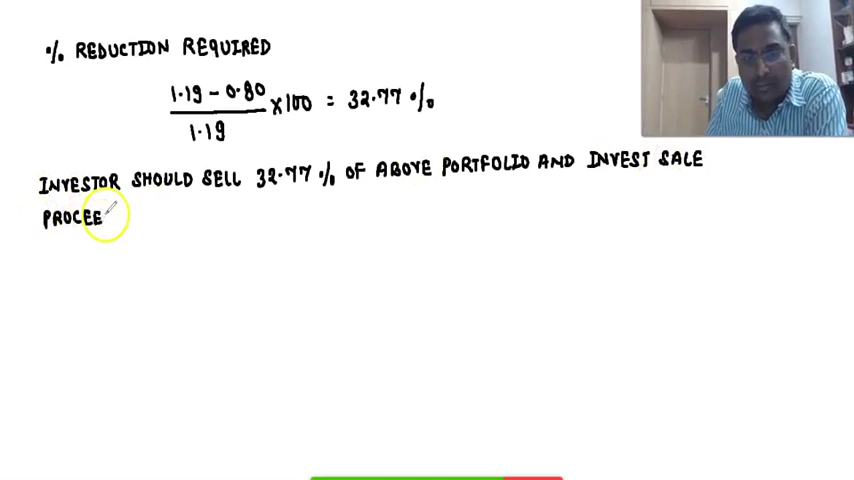 % REDUCTION REQUIRED
1.19 - 0.80
1.19
×100 = 32.77 %
INVESTOR SHOULD SELL 32.77 % OF ABOVE PORTFOLIO AND INVEST SALE
PROCEE